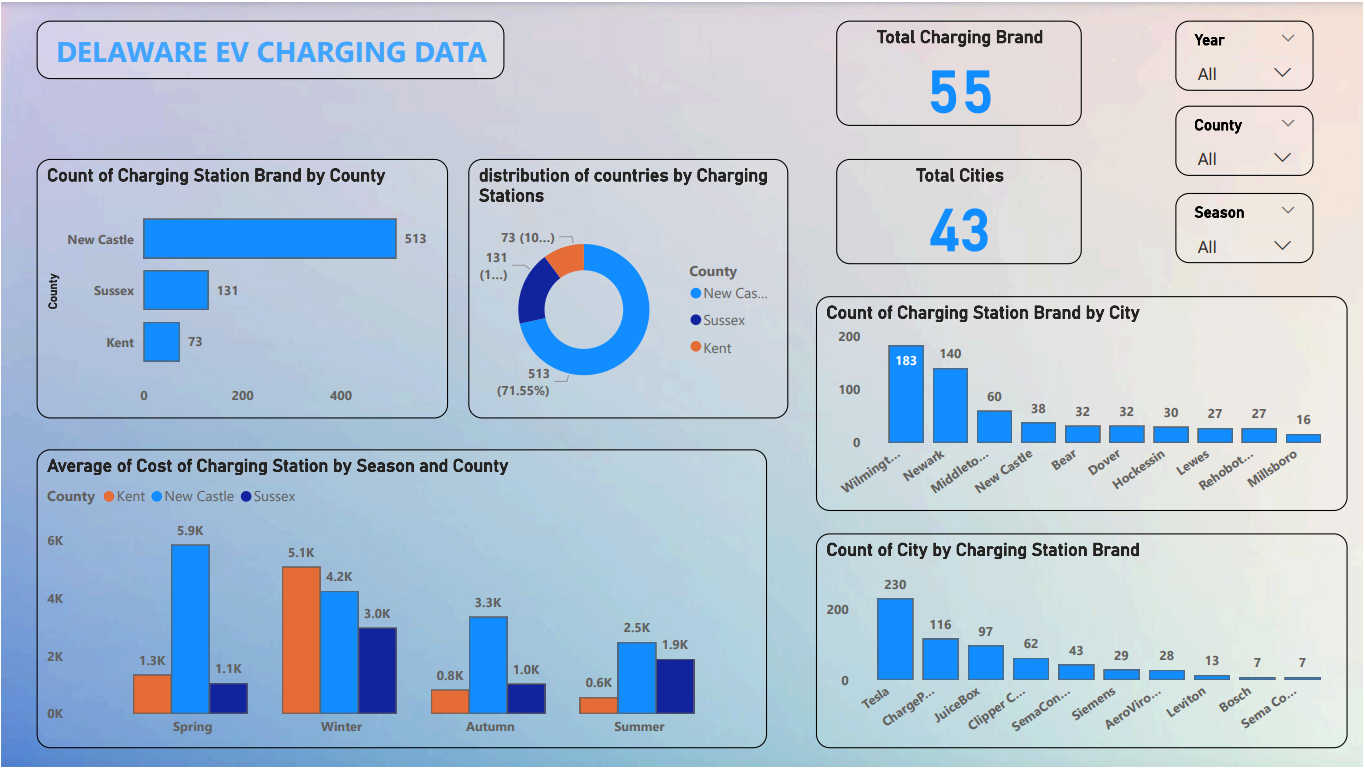 DELAWARE EV CHARGING DATA
Total Charging Brand
55
Year
All
County
All
Total Cities
43
Season
All
Count of Charging Station Brand by County
County
New Castle
513
Sussex
131
Kent
73
0
200
400
distribution of countries by Charging
Stations
73 (10...)
131
(1...)
513
(71.55%)
County
New Cas...
Sussex
Kent
Count of Charging Station Brand by City
200
100
0
183
140
60
38
32
32
30
27
27
16
Wilmingt...
Newark
Middleto...
New Castle
Bear
Dover
Hockessin
Lewes
Rehobot...
Millsboro
Average of Cost of Charging Station by Season and County
County Kent New Castle Sussex
6K
4K
2K
0K
1.3K
5.9K
1.1K
5.1K
4.2K
3.0K
0.8K
3.3K
1.0K
0.6K
2.5K
1.9K
Spring
Winter
Autumn
Summer
Count of City by Charging Station Brand
200
0
230
116
97
62
43
29
28
13
7
7
Tesla
ChargeP...
JuiceBox
Clipper C...
SemaCon...
Siemens
AeroViro...
Leviton
Bosch
Sema Co...